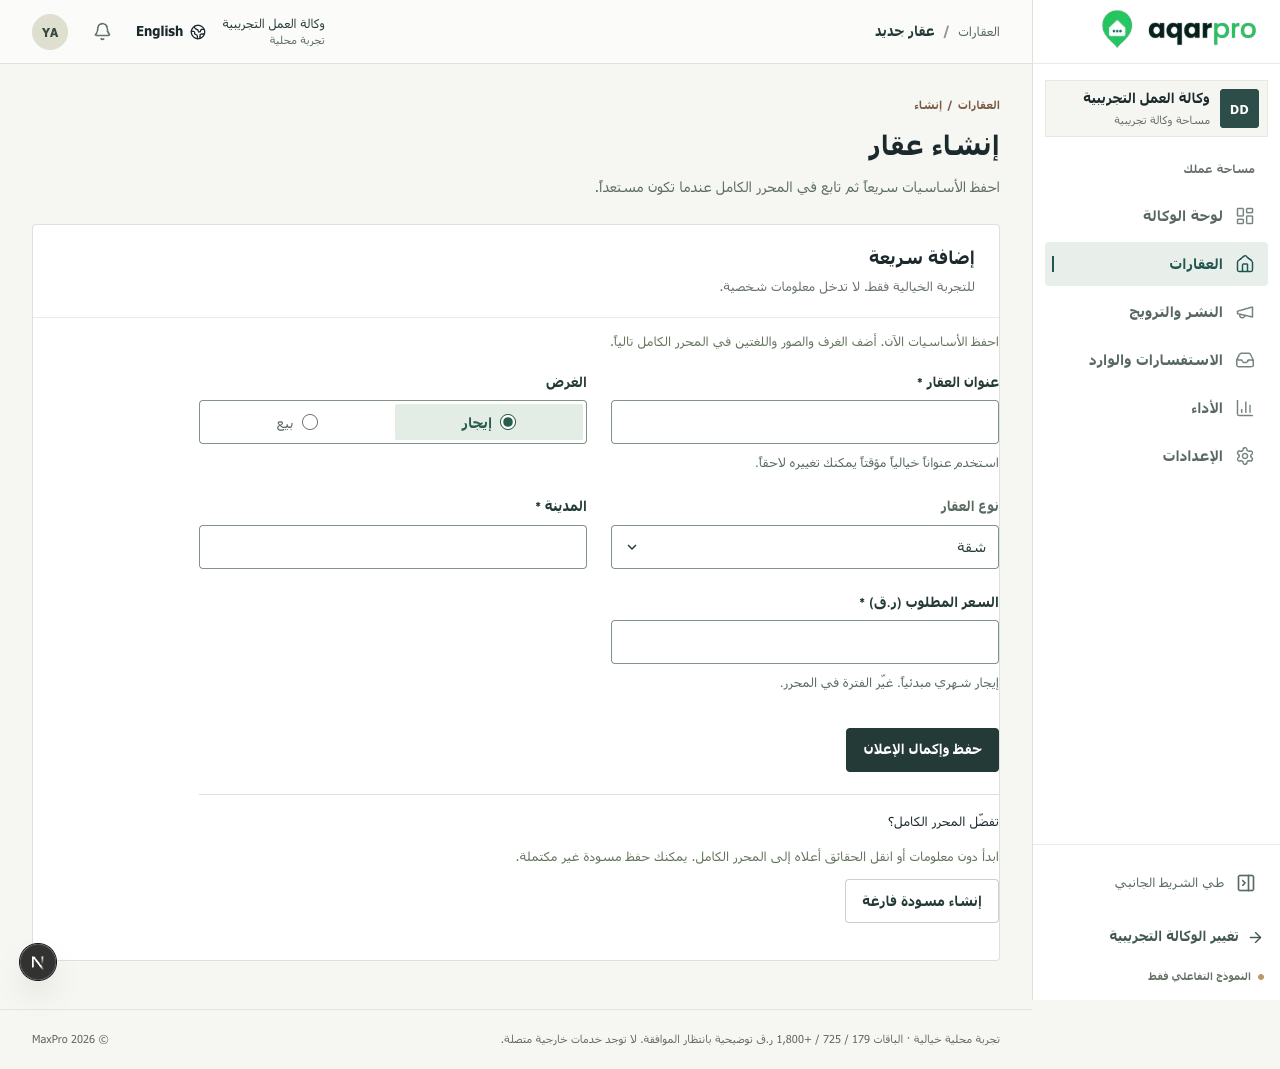 aqarpro
DD
وكالة العمل التجريبية
مساحة وكالة تجريبية
مساحة عملك
لوحة الوكالة
العقارات
النشر والترويج
الاستفسارات والوارد
الأداء
الإعدادات
طي الشريط الجانبي
تغيير الوكالة التجريبية
النموذج التفاعلي فقط
العقارات / عقار جديد
وكالة العمل التجريبية
تجربة محلية
English
YA
العقارات / إنشاء
إنشاء عقار
احفظ الأساسيات سريعاً ثم تابع في المحرر الكامل عندما تكون مستعداً.
إضافة سريعة
للتجربة الخيالية فقط. لا تدخل معلومات شخصية.
احفظ الأساسيات الآن. أضف الغرف والصور واللغتين في المحرر الكامل تالياً.
عنوان العقار *
الغرض
إيجار
بيع
استخدم عنواناً خيالياً مؤقتاً يمكنك تغييره لاحقاً.
نوع العقار
المدينة *
شقة
السعر المطلوب (ر.ق) *
إيجار شهري مبدئياً. غيّر الفترة في المحرر.
حفظ وإكمال الإعلان
تفضّل المحرر الكامل؟
ابدأ دون معلومات أو انقل الحقائق أعلاه إلى المحرر الكامل. يمكنك حفظ مسودة غير مكتملة.
إنشاء مسودة فارغة
N
تجربة محلية خيالية · الباقات 179 / 725 / +1,800 ر.ق توضيحية بانتظار الموافقة. لا توجد خدمات خارجية متصلة.
© MaxPro 2026